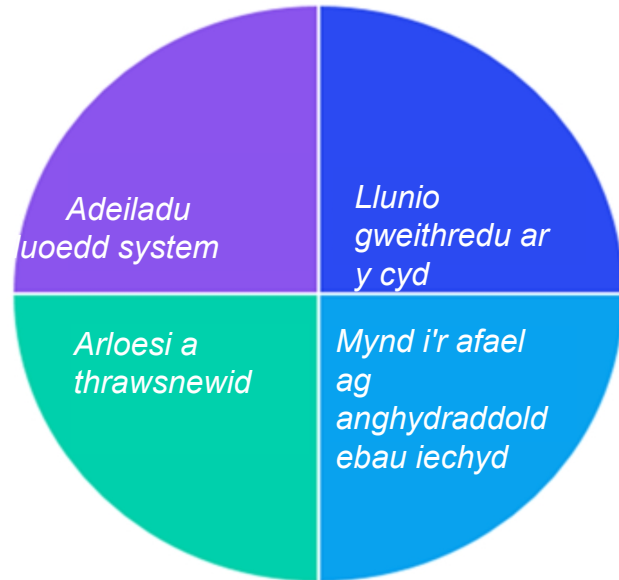 Adeiladu
system
Llunio
gweithredu ar
y cyd
Arloesi a
thrawsnewid
Mynd i'r afael
ag
anghydraddold
ebau iechyd